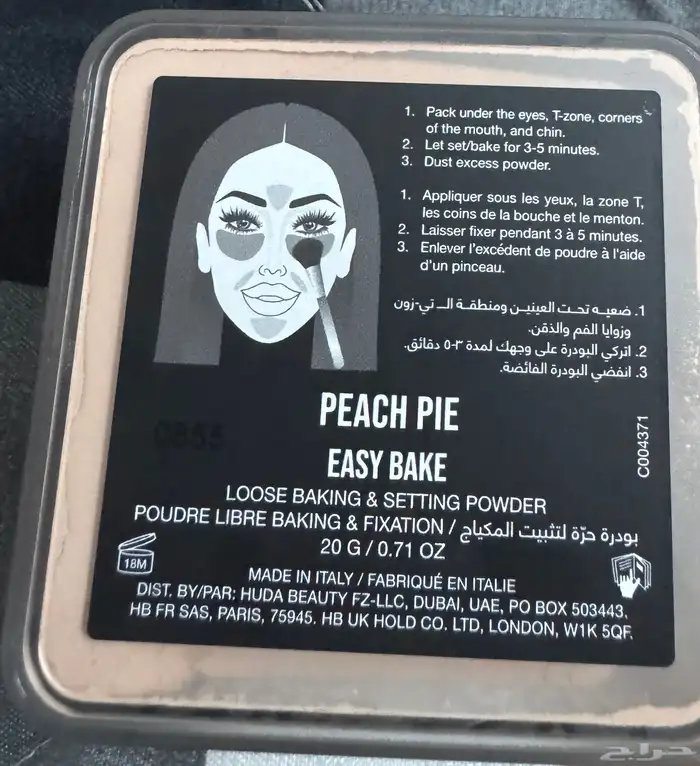 1. Pack under the eyes, T-zone, corners
of the mouth, and chin.
2. Let set/bake for 3-5 minutes.
3. Dust excess powder.
1. Appliquer sous les yeux, la zone T,
les coins de la bouche et le menton.
2. Laisser fixer pendant 3 à 5 minutes.
3. Enlever l'excédent de poudre à l'aide
d'un pinceau.
1. ضعيه تحت العينين ومنطقة الـ تي-زون
وزوايا الفم والذقن.
2. اتركي البودرة على وجهك لمدة ٣-٥ دقائق.
3. انفضي البودرة الفائضة.
C004371
PEACH PIE
EASY BAKE
LOOSE BAKING & SETTING POWDER
POUDRE LIBRE BAKING & FIXATION / بودرة حرّة لتثبيت المكياج
20 G / 0.71 OZ
18M
MADE IN ITALY / FABRIQUÉ EN ITALIE
DIST. BY/PAR: HUDA BEAUTY FZ-LLC, DUBAI, UAE, PO BOX 503443.
HB FR SAS, PARIS, 75945. HB UK HOLD CO. LTD, LONDON, W1K 5QF.
حراج